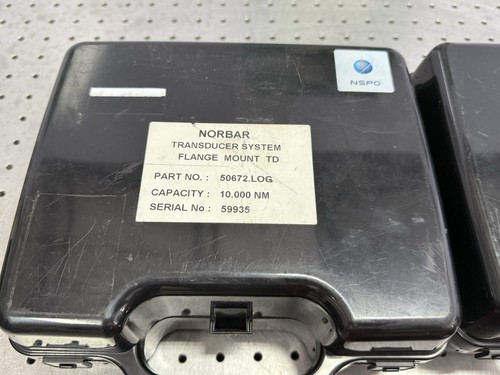 NSPO
NORBAR
TRANSDUCER SYSTEM
FLANGE MOUNT TD
PART NO. : 50672.LOG
CAPACITY : 10.000 NM
SERIAL No : 59935